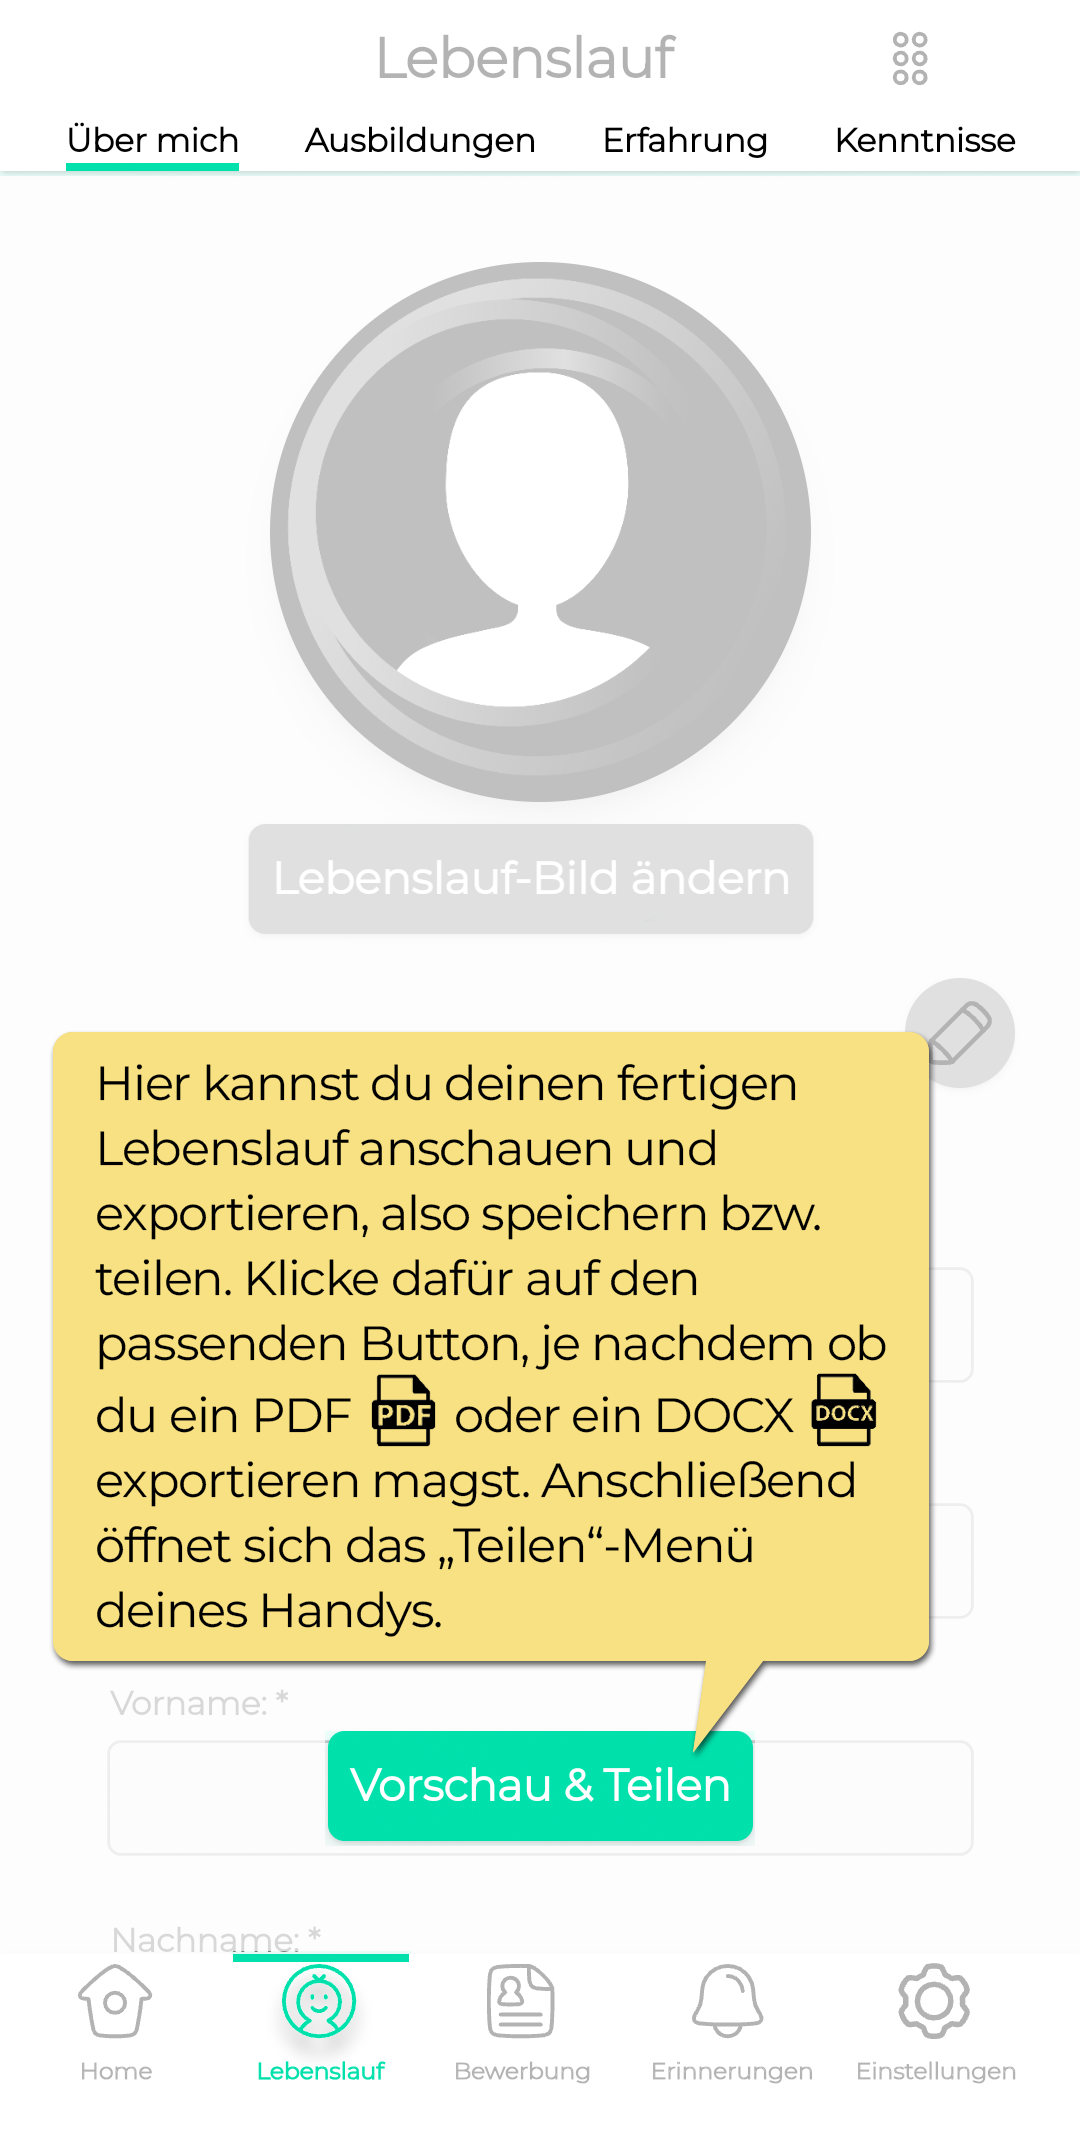 Lebenslauf
Über mich
Ausbildungen
Erfahrung
Kenntnisse
Lebenslauf-Bild ändern
Hier kannst du deinen fertigen
Lebenslauf anschauen und
exportieren, also speichern bzw.
teilen. Klicke dafür auf den
passenden Button, je nachdem ob
du ein PDF PDF oder ein DOCX DOCX
exportieren magst. Anschließend
öffnet sich das „Teilen“-Menü
deines Handys.
Vorname: *
Vorschau & Teilen
Nachname: *
Home
Lebenslauf
Bewerbung
Erinnerungen
Einstellungen